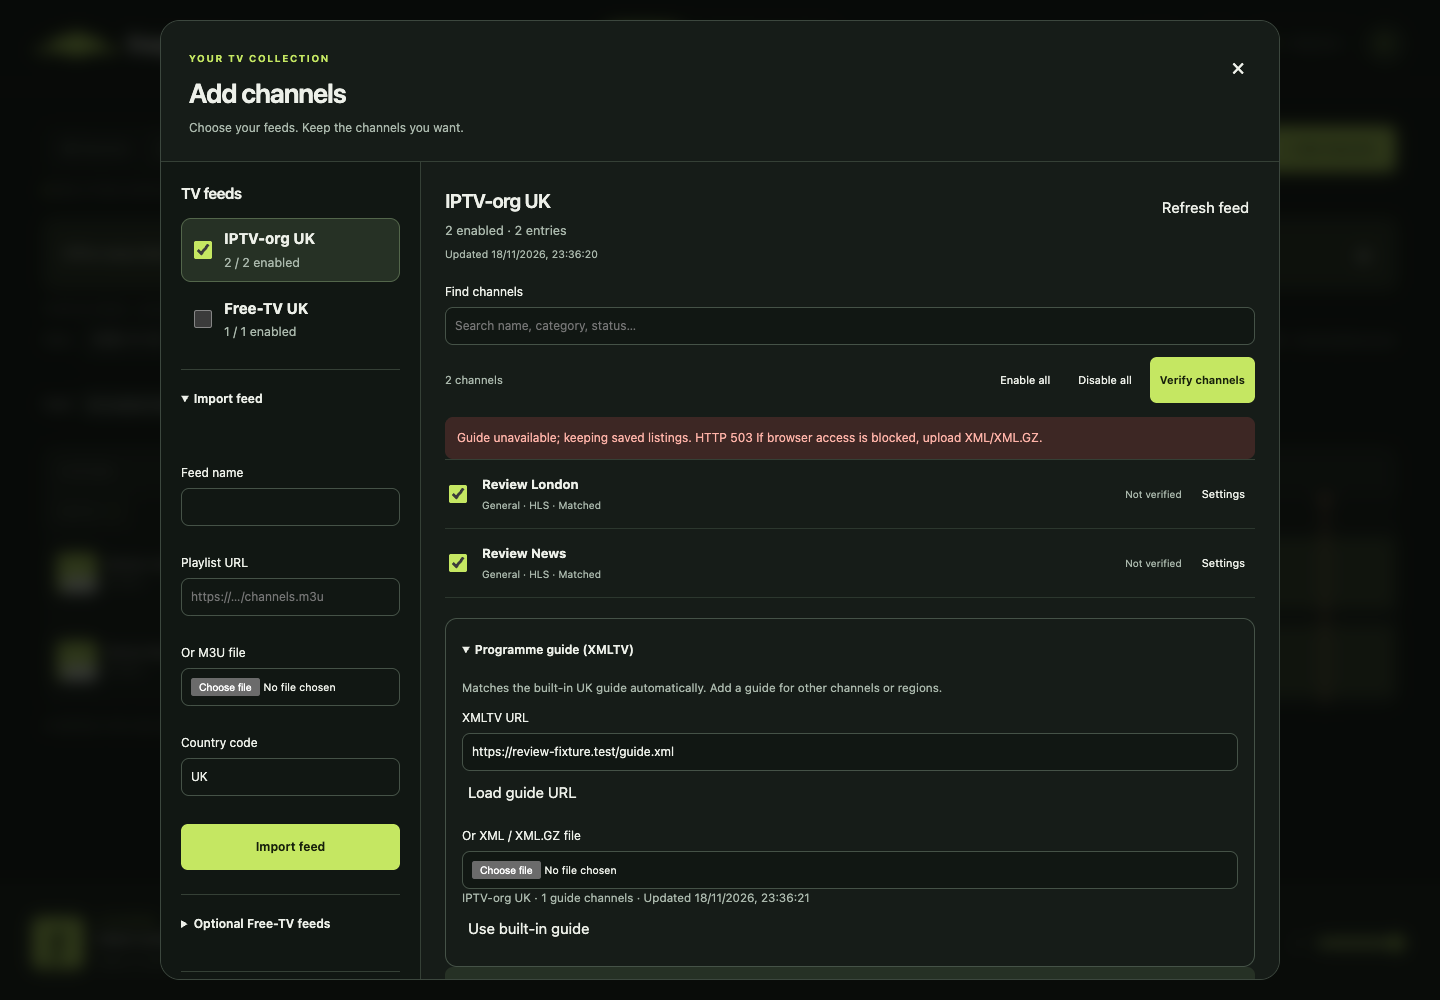 YOUR TV COLLECTION
Add channels
Choose your feeds. Keep the channels you want.
×
TV feeds
IPTV-org UK
2 / 2 enabled
Free-TV UK
1 / 1 enabled
Import feed
Feed name
Playlist URL
https://.../channels.m3u
Or M3U file
Choose file No file chosen
Country code
UK
Import feed
Optional Free-TV feeds
IPTV-org UK
Refresh feed
2 enabled · 2 entries
Updated 18/11/2026, 23:36:20
Find channels
Search name, category, status...
2 channels
Enable all
Disable all
Verify channels
Guide unavailable; keeping saved listings. HTTP 503 If browser access is blocked, upload XML/XML.GZ.
Review London
General · HLS · Matched
Not verified
Settings
Review News
General · HLS · Matched
Not verified
Settings
Programme guide (XMLTV)
Matches the built-in UK guide automatically. Add a guide for other channels or regions.
XMLTV URL
https://review-fixture.test/guide.xml
Load guide URL
Or XML / XML.GZ file
Choose file No file chosen
IPTV-org UK · 1 guide channels · Updated 18/11/2026, 23:36:21
Use built-in guide